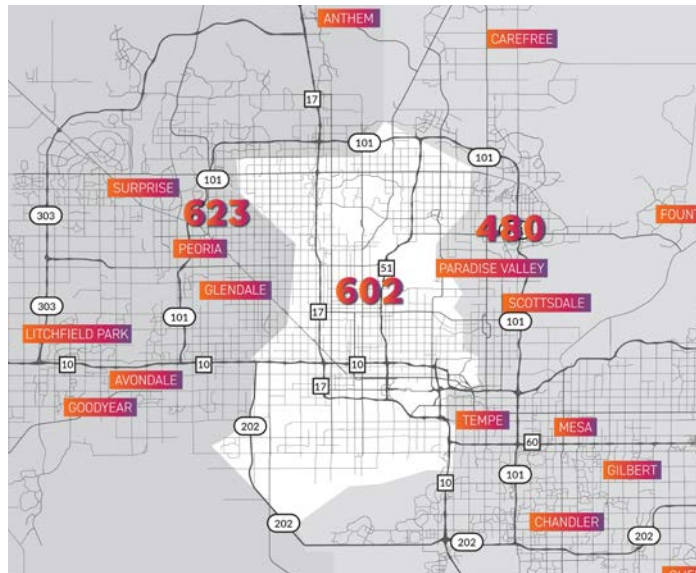 ANTHEM
CAREFREE
17
101
101
SURPRISE
101
303
623
480
FOUNT
PEORIA
51
PARADISE VALLEY
GLENDALE
602
303
101
17
SCOTTSDALE
101
LITCHFIELD PARK
10
10
10
AVONDALE
17
GOODYEAR
202
TEMPE
MESA
60
GILBERT
101
10
202
CHANDLER
202
202